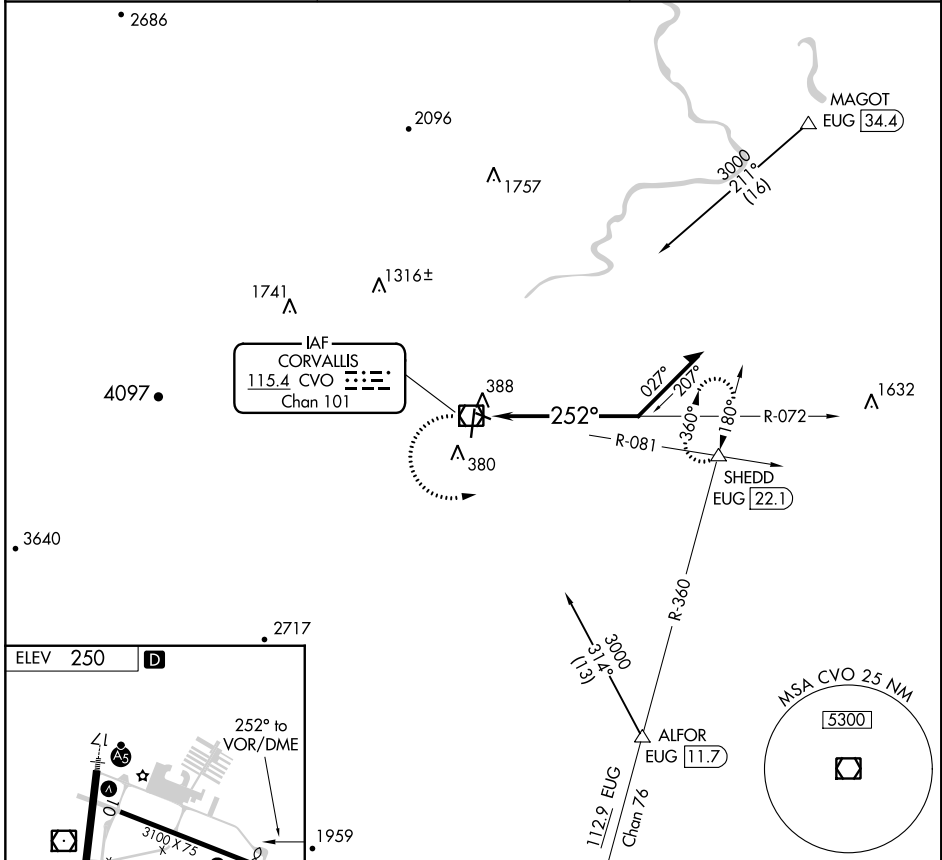 2686
2096
1757
MAGOT
EUG 34.4
3000
211°
(16)
1741
1316±
IAF
CORVALLIS
115.4 CVO
Chan 101
4097
388
252°
027°
207°
360°
180°
R-072
1632
R-081
380
SHEDD
EUG 22.1
3640
R-360
2717
3000
314°
(13)
ALFOR
EUG 11.7
112.9 EUG
Chan 76
MSA CVO 25 NM
5300
ELEV 250 D
252° to
VOR/DME
17
A5
V
10
3100 X 75
1959